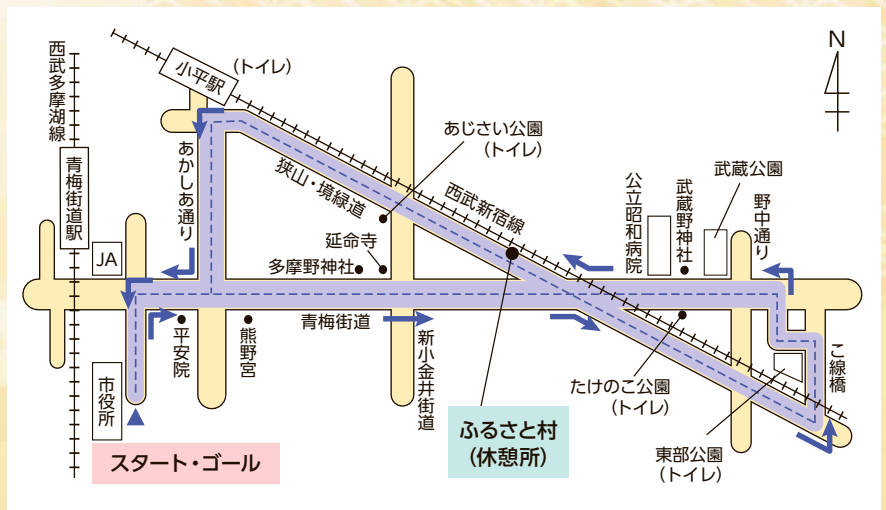 N
西武多摩湖線
小平駅
(トイレ)
あじさい公園
(トイレ)
青梅街道駅
あかしあ通り
狭山・境緑道
西武新宿線
公立昭和病院
武蔵野神社
武蔵公園
野中通り
JA
延命寺
多摩野神社
青梅街道
平安院
熊野宮
新小金井街道
市役所
たけのこ公園
(トイレ)
こ線橋
ふるさと村
(休憩所)
東部公園
(トイレ)
スタート・ゴール